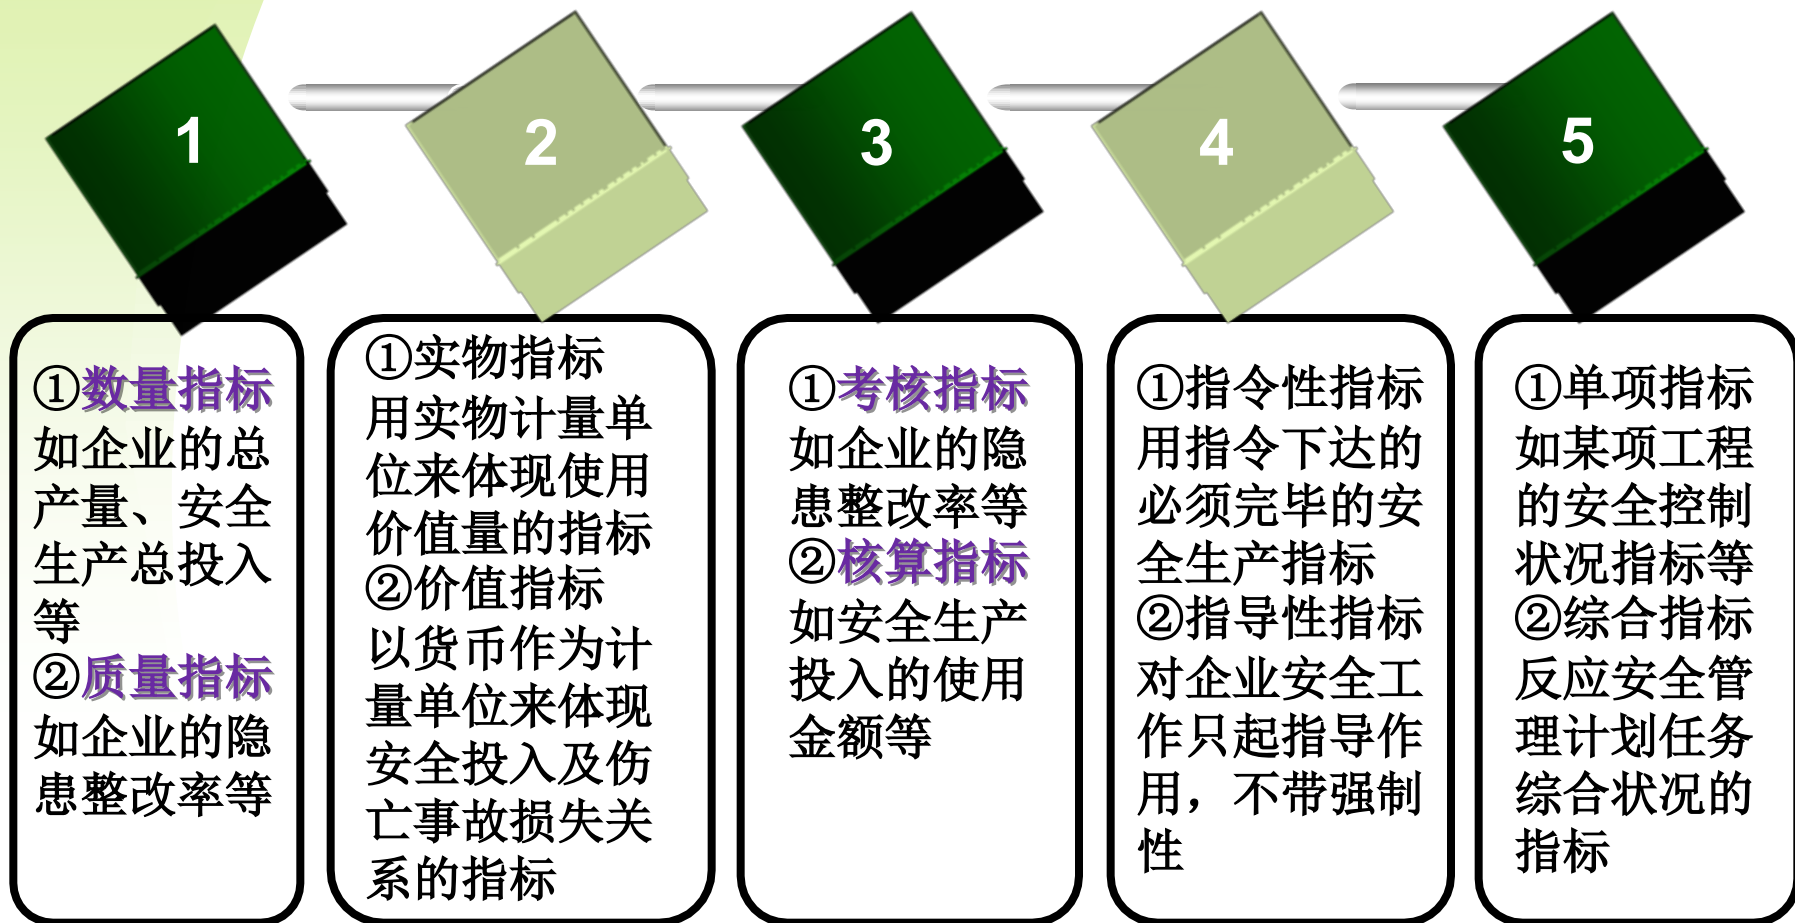 1
2
3
4
5
①数量指标
如企业的总
产量、安全
生产总投入
等
②质量指标
如企业的隐
患整改率等
①实物指标
用实物计量单
位来体现使用
价值量的指标
②价值指标
以货币作为计
量单位来体现
安全投入及伤
亡事故损失关
系的指标
①考核指标
如企业的隐
患整改率等
②核算指标
如安全生产
投入的使用
金额等
①指令性指标
用指令下达的
必须完毕的安
全生产指标
②指导性指标
对企业安全工
作只起指导作
用，不带强制
性
①单项指标
如某项工程
的安全控制
状况指标等
②综合指标
反应安全管
理计划任务
综合状况的
指标